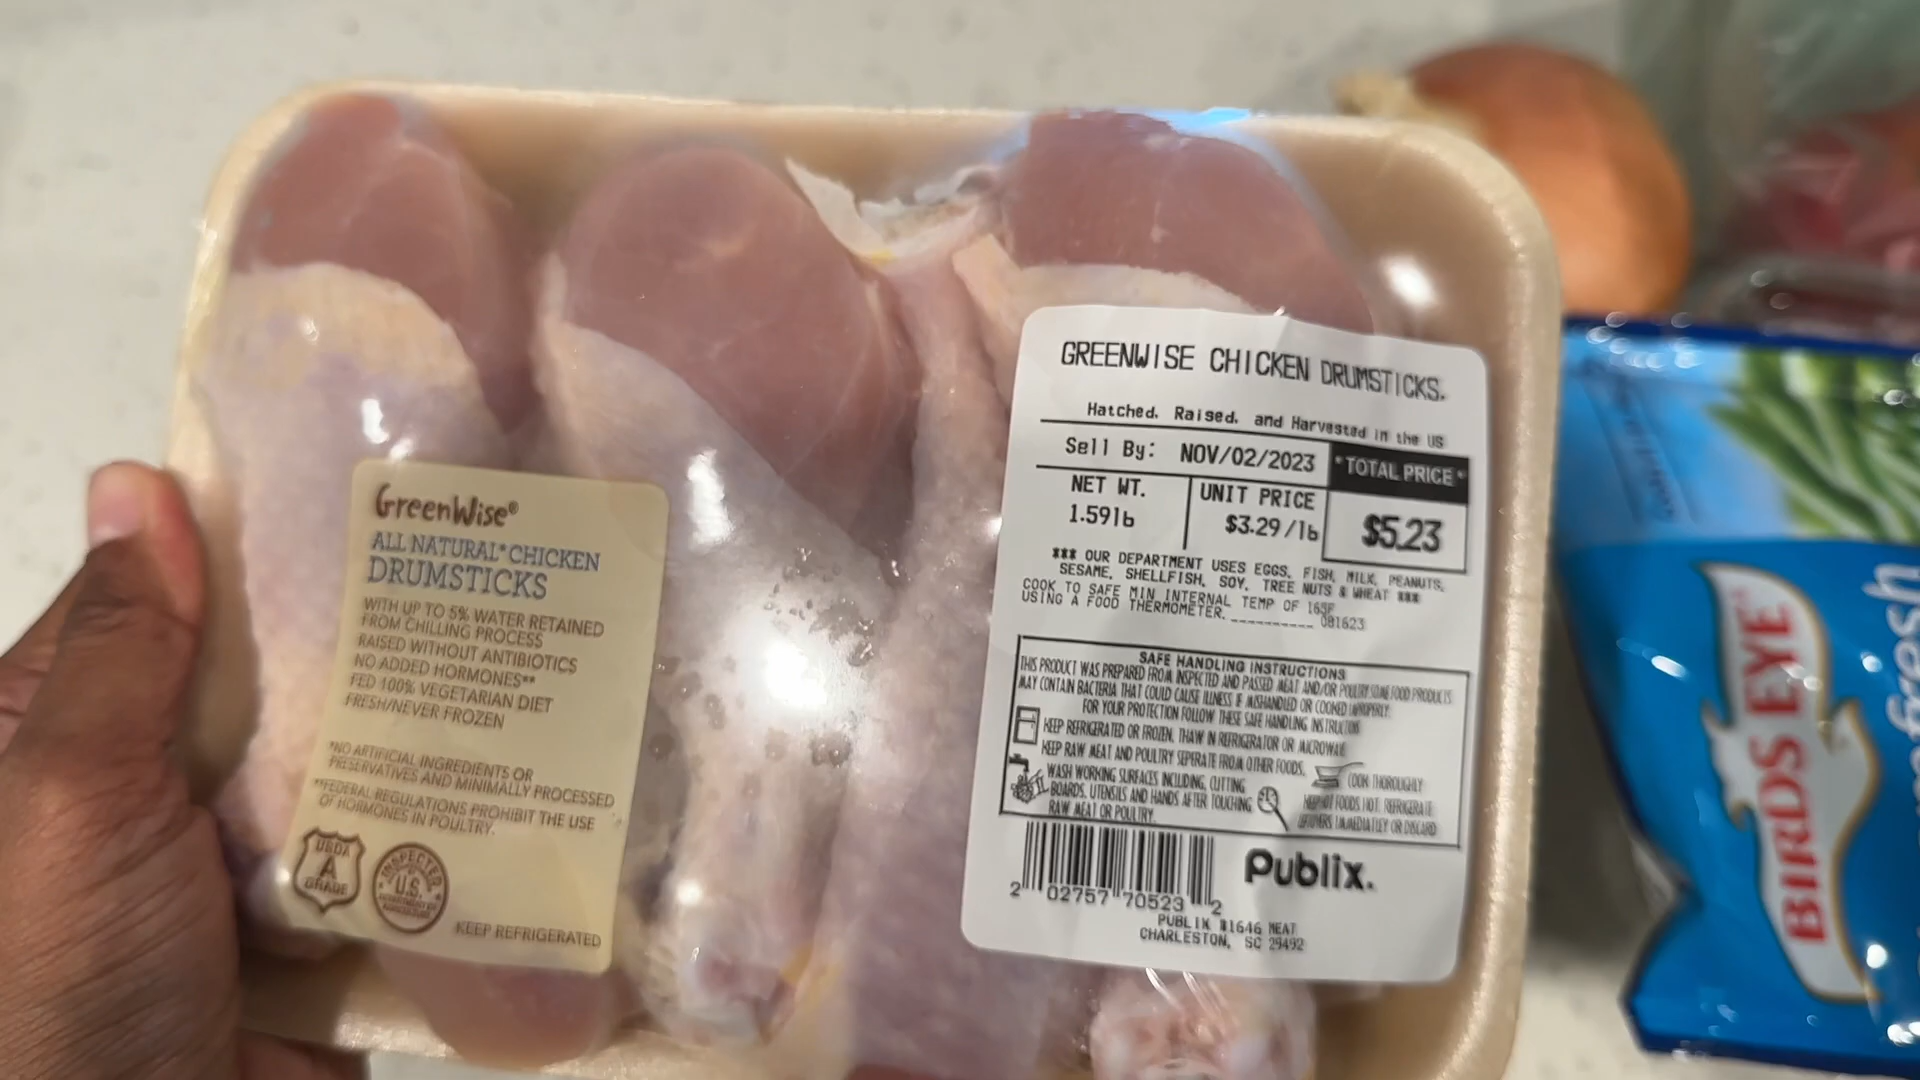 GreenWise®
ALL NATURAL* CHICKEN
DRUMSTICKS
WITH UP TO 5% WATER RETAINED
FROM CHILLING PROCESS
RAISED WITHOUT ANTIBIOTICS
NO ADDED HORMONES**
FED 100% VEGETARIAN DIET
FRESH/NEVER FROZEN
*NO ARTIFICIAL INGREDIENTS OR
PRESERVATIVES AND MINIMALLY PROCESSED
**FEDERAL REGULATIONS PROHIBIT THE USE
OF HORMONES IN POULTRY.
USDA
A
GRADE
INSPECTED
U.S.
DEPARTMENT OF
AGRICULTURE
KEEP REFRIGERATED
GREENWISE CHICKEN DRUMSTICKS.
Hatched. Raised. and Harvested in the US
Sell By: NOV/02/2023
*TOTAL PRICE*
NET WT.
1.59lb
UNIT PRICE
$3.29/lb
$5.23
*** OUR DEPARTMENT USES EGGS, FISH, MILK, PEANUTS,
SESAME, SHELLFISH, SOY, TREE NUTS & WHEAT ***
COOK TO SAFE MIN INTERNAL TEMP OF 165F
USING A FOOD THERMOMETER. __________ 081623
SAFE HANDLING INSTRUCTIONS
THIS PRODUCT WAS PREPARED FROM INSPECTED AND PASSED MEAT AND/OR POULTRY. SOME FOOD PRODUCTS
MAY CONTAIN BACTERIA THAT COULD CAUSE ILLNESS IF MISHANDLED OR COOKED IMPROPERLY.
FOR YOUR PROTECTION FOLLOW THESE SAFE HANDLING INSTRUCTIONS
KEEP REFRIGERATED OR FROZEN. THAW IN REFRIGERATOR OR MICROWAVE
KEEP RAW MEAT AND POULTRY SEPERATE FROM OTHER FOODS.
WASH WORKING SURFACES INCLUDING, CUTTING
BOARDS, UTENSILS AND HANDS AFTER TOUCHING
RAW MEAT OR POULTRY.
COOK THOROUGHLY
KEEP HOT FOODS HOT. REFRIGERATE
LEFTOVERS IMMEDIATLEY OR DISCARD
2 02757 70523 2
Publix.
PUBLIX #1646 MEAT
CHARLESTON, SC 29492
BIRDS EYE
fresh